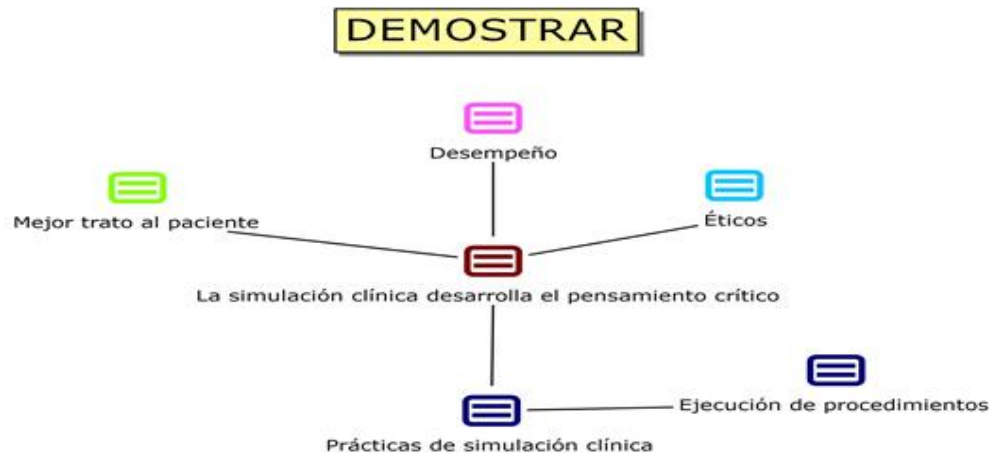 DEMOSTRAR
Desempeño
Mejor trato al paciente
Éticos
La simulación clínica desarrolla el pensamiento crítico
Ejecución de procedimientos
Prácticas de simulación clínica